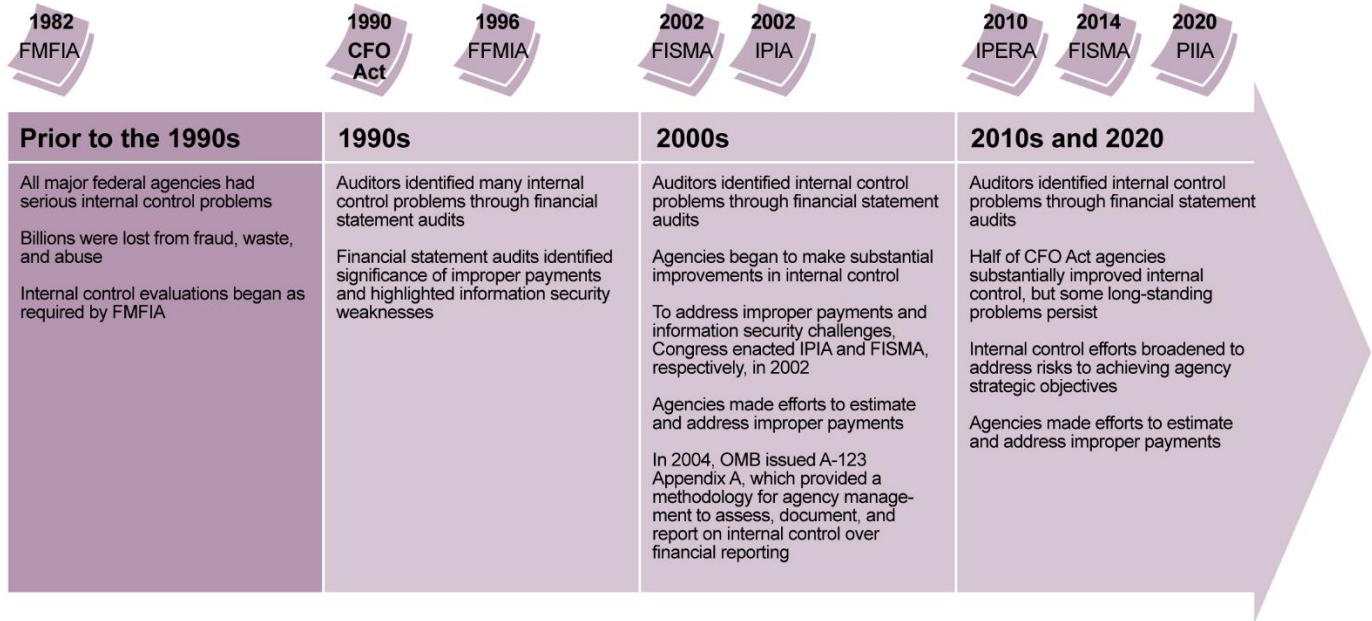 1982
FMFIA
1990
CFO
Act
1996
FFMIA
2002
FISMA
2002
IPIA
2010
IPERA
2014
FISMA
2020
PIIA
Prior to the 1990s
All major federal agencies had
serious internal control problems
Billions were lost from fraud, waste,
and abuse
Internal control evaluations began as
required by FMFIA
1990s
Auditors identified many internal
control problems through financial
statement audits
Financial statement audits identified
significance of improper payments
and highlighted information security
weaknesses
2000s
Auditors identified internal control
problems through financial statement
audits
Agencies began to make substantial
improvements in internal control
To address improper payments and
information security challenges,
Congress enacted IPIA and FISMA,
respectively, in 2002
Agencies made efforts to estimate
and address improper payments
In 2004, OMB issued A-123
Appendix A, which provided a
methodology for agency manage-
ment to assess, document, and
report on internal control over
financial reporting
2010s and 2020
Auditors identified internal control
problems through financial statement
audits
Half of CFO Act agencies
substantially improved internal
control, but some long-standing
problems persist
Internal control efforts broadened to
address risks to achieving agency
strategic objectives
Agencies made efforts to estimate
and address improper payments